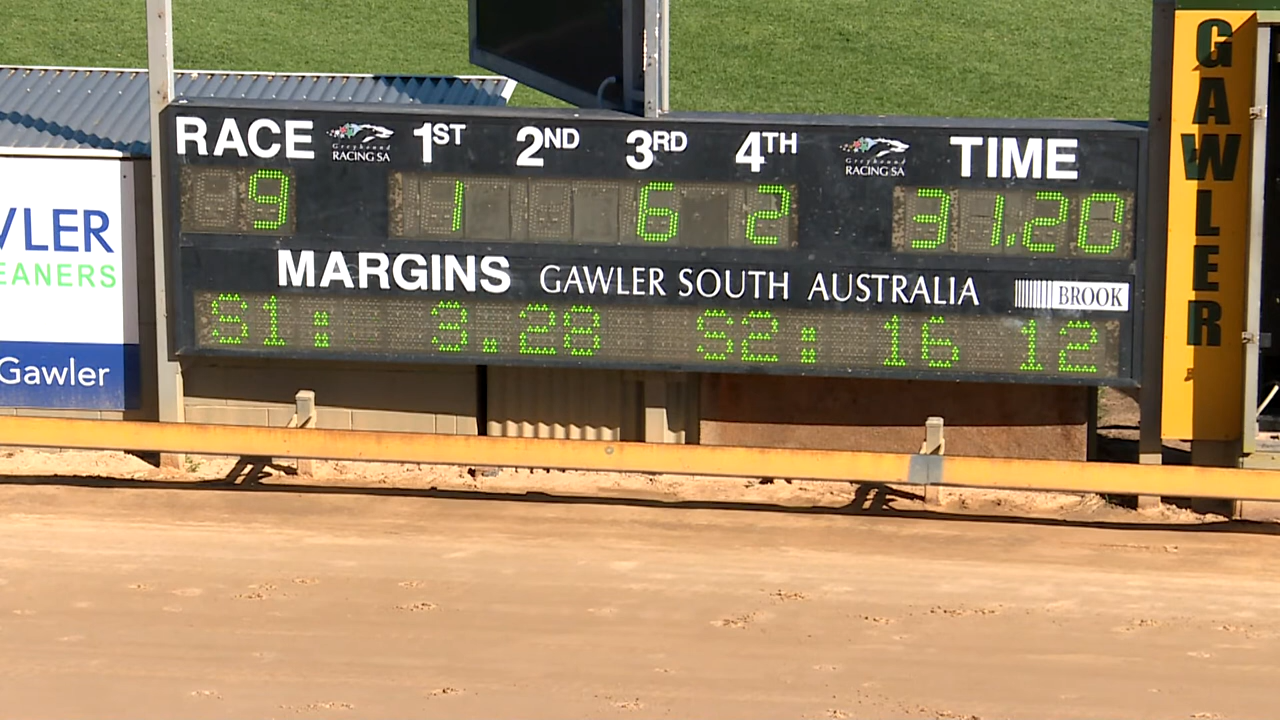 RACE Greyhound RACING SA 1ST 2ND 3RD 4TH Greyhound RACING SA TIME
9 1 6 2 31.20
MARGINS GAWLER SOUTH AUSTRALIA BROOK
S1: 9.28 S2: 16 12
VLER
EANERS
Gawler
GAWLER